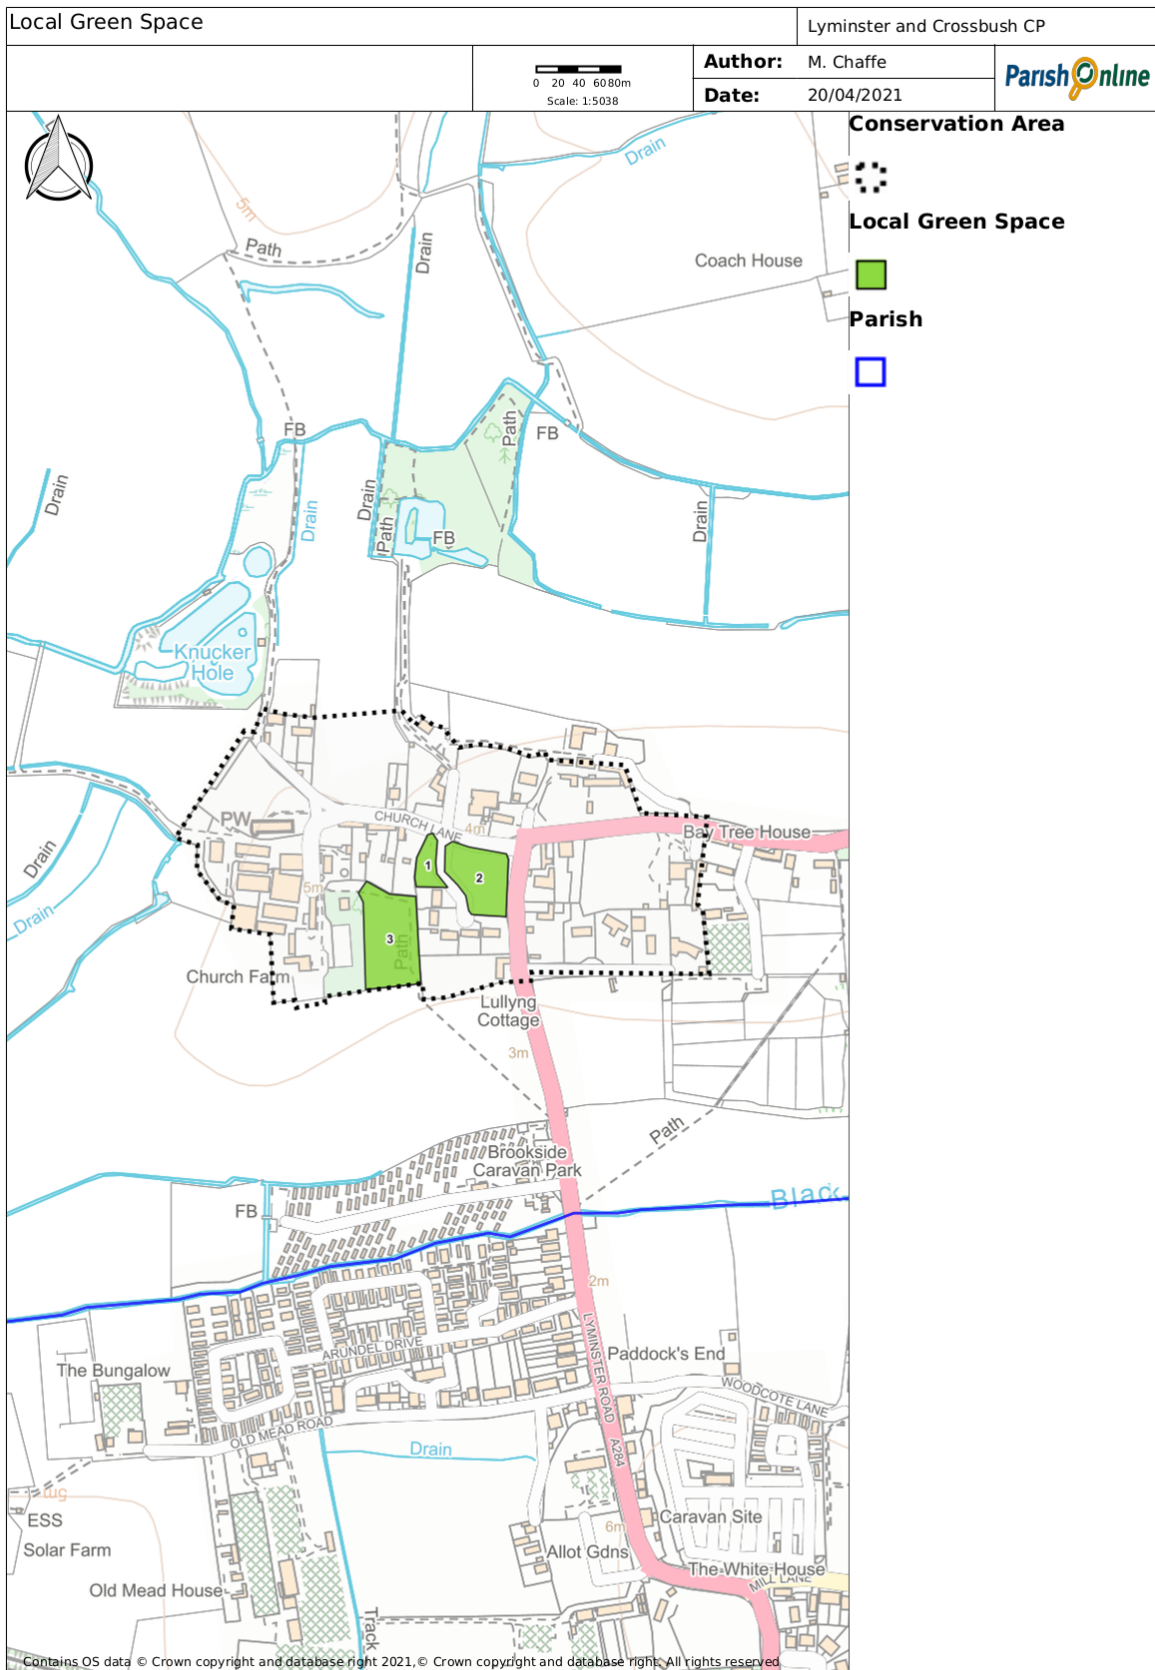 Local Green Space
Lyminster and Crossbush CP
0 20 40 60 80m
Scale: 1:5038
Author: M. Chaffe
Date: 20/04/2021
Parish Online
Conservation Area
Local Green Space
Parish
Drain
5m
Path
Drain
Coach House
FB
Path
FB
Drain
Drain
Drain
Path
FB
Drain
Knucker
Hole
PW
CHURCH LANE
4m
Bay Tree House
Drain
1
2
5m
3
Path
Drain
Church Farm
Lullyng
Cottage
3m
Path
Brookside
Caravan Park
Black
FB
2m
LYMINSTER ROAD
A284
ARUNDEL DRIVE
Paddock's End
The Bungalow
WOODCOTE LANE
OLD MEAD ROAD
Drain
5m
ESS
Solar Farm
Caravan Site
6m
Allot Gdns
The White House
MILL LANE
Old Mead House
Track
Contains OS data © Crown copyright and database right 2021,© Crown copyright and database right. All rights reserved